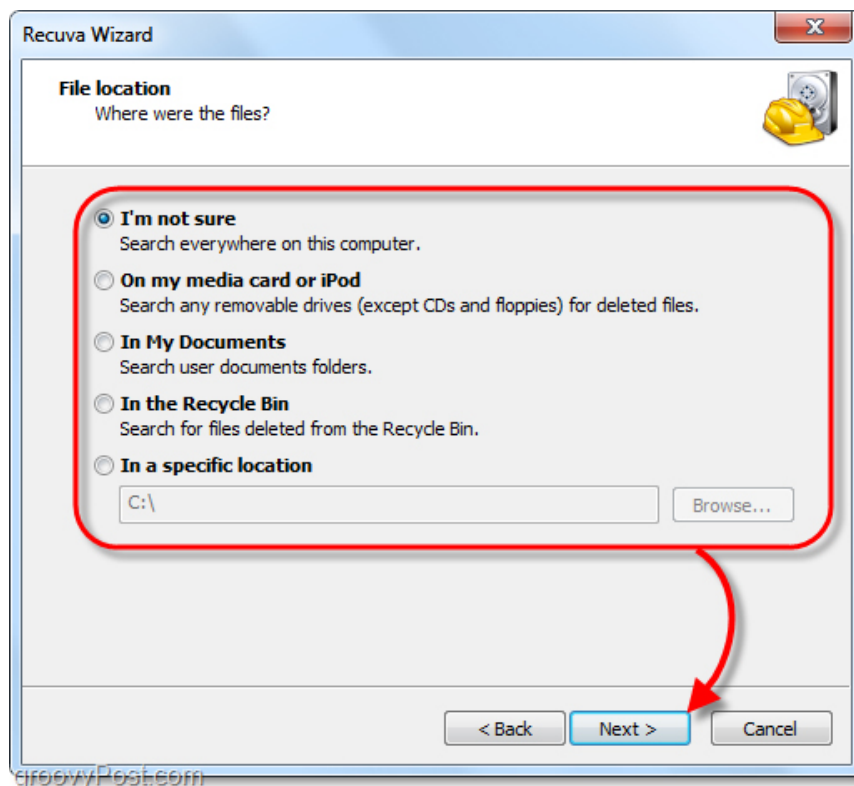 Recuva Wizard
X
File location
Where were the files?
I'm not sure
Search everywhere on this computer.
On my media card or iPod
Search any removable drives (except CDs and floppies) for deleted files.
In My Documents
Search user documents folders.
In the Recycle Bin
Search for files deleted from the Recycle Bin.
In a specific location
C:\
Browse...
< Back Next > Cancel
groovyPost.com